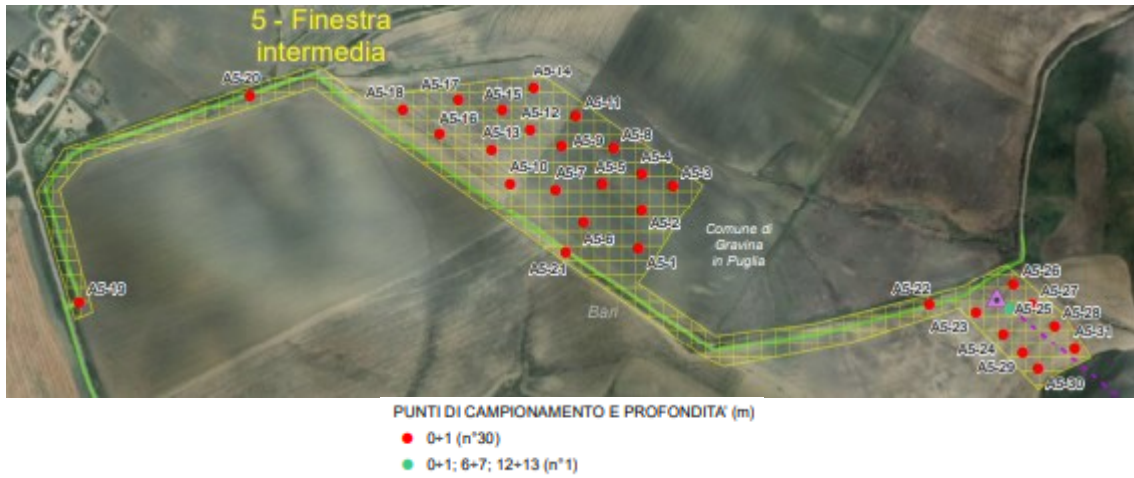 5 - Finestra
intermedia
A5-20
A5-14
A5-17
A5-18
A5-15
A5-11
A5-12
A5-16
A5-13
A5-9
A5-8
A5-4
A5-10
A5-7
A5-5
A5-3
A5-2
A5-6
Comune di
Gravina
in Puglia
A5-1
A5-21
A5-19
Bari
A5-26
A5-22
A5-27
A5-25
A5-28
A5-23
A5-31
A5-24
A5-29
A5-30
PUNTI DI CAMPIONAMENTO E PROFONDITA' (m)
0÷1 (n°30)
0÷1; 6÷7; 12÷13 (n°1)